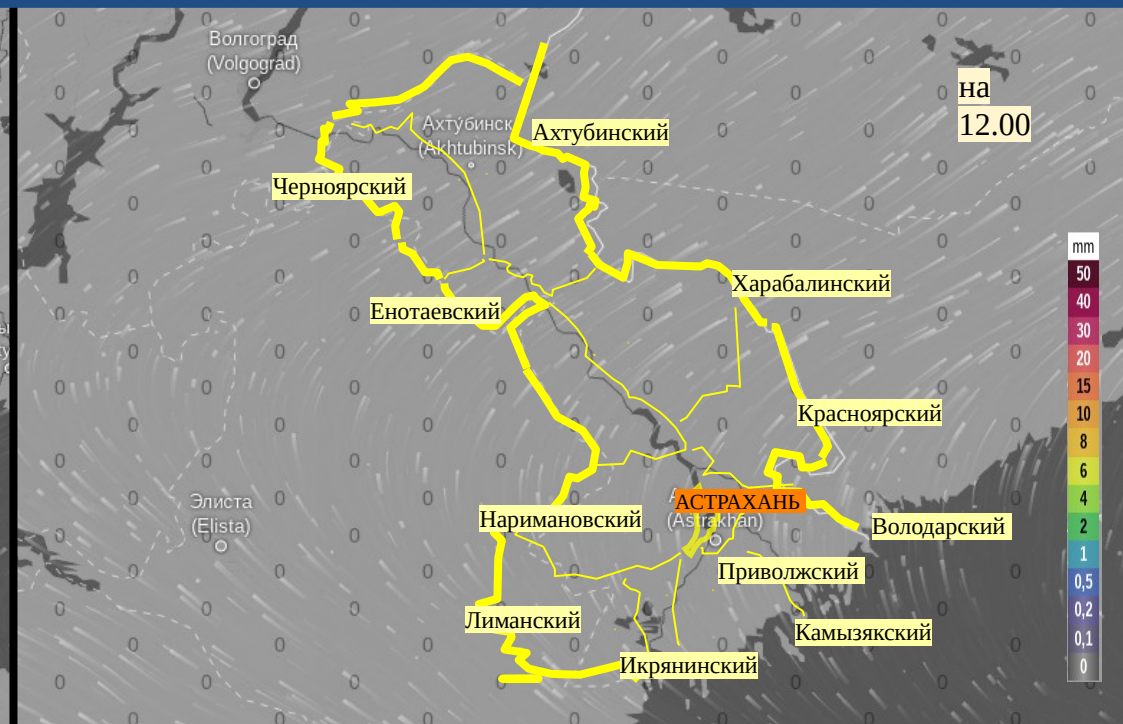 Волгоград
(Volgograd)
на
12.00
Ахту́бинск
(Akhtubinsk)
Ахтубинский
Черноярский
mm
50
40
30
20
15
10
8
6
4
2
1
0,5
0,2
0,1
0
Харабалинский
Енотаевский
Красноярский
Элиста
(Elista)
АСТРАХАНЬ
(Astrakhan)
Наримановский
Володарский
Приволжский
Лиманский
Камызякский
Икрянинский